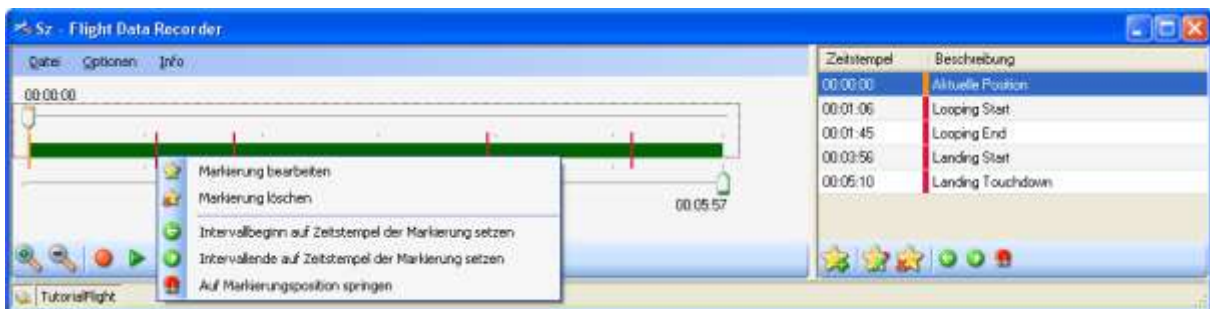 Sz - Flight Data Recorder
Datei Optionen Info
00:00:00
00:05:57
Markierung bearbeiten
Markierung löschen
Intervallbeginn auf Zeitstempel der Markierung setzen
Intervallende auf Zeitstempel der Markierung setzen
Auf Markierungsposition springen
TutorialFlight
Zeitstempel Beschreibung
00:00:00 Aktuelle Position
00:01:06 Looping Start
00:01:45 Looping End
00:03:56 Landing Start
00:05:10 Landing Touchdown